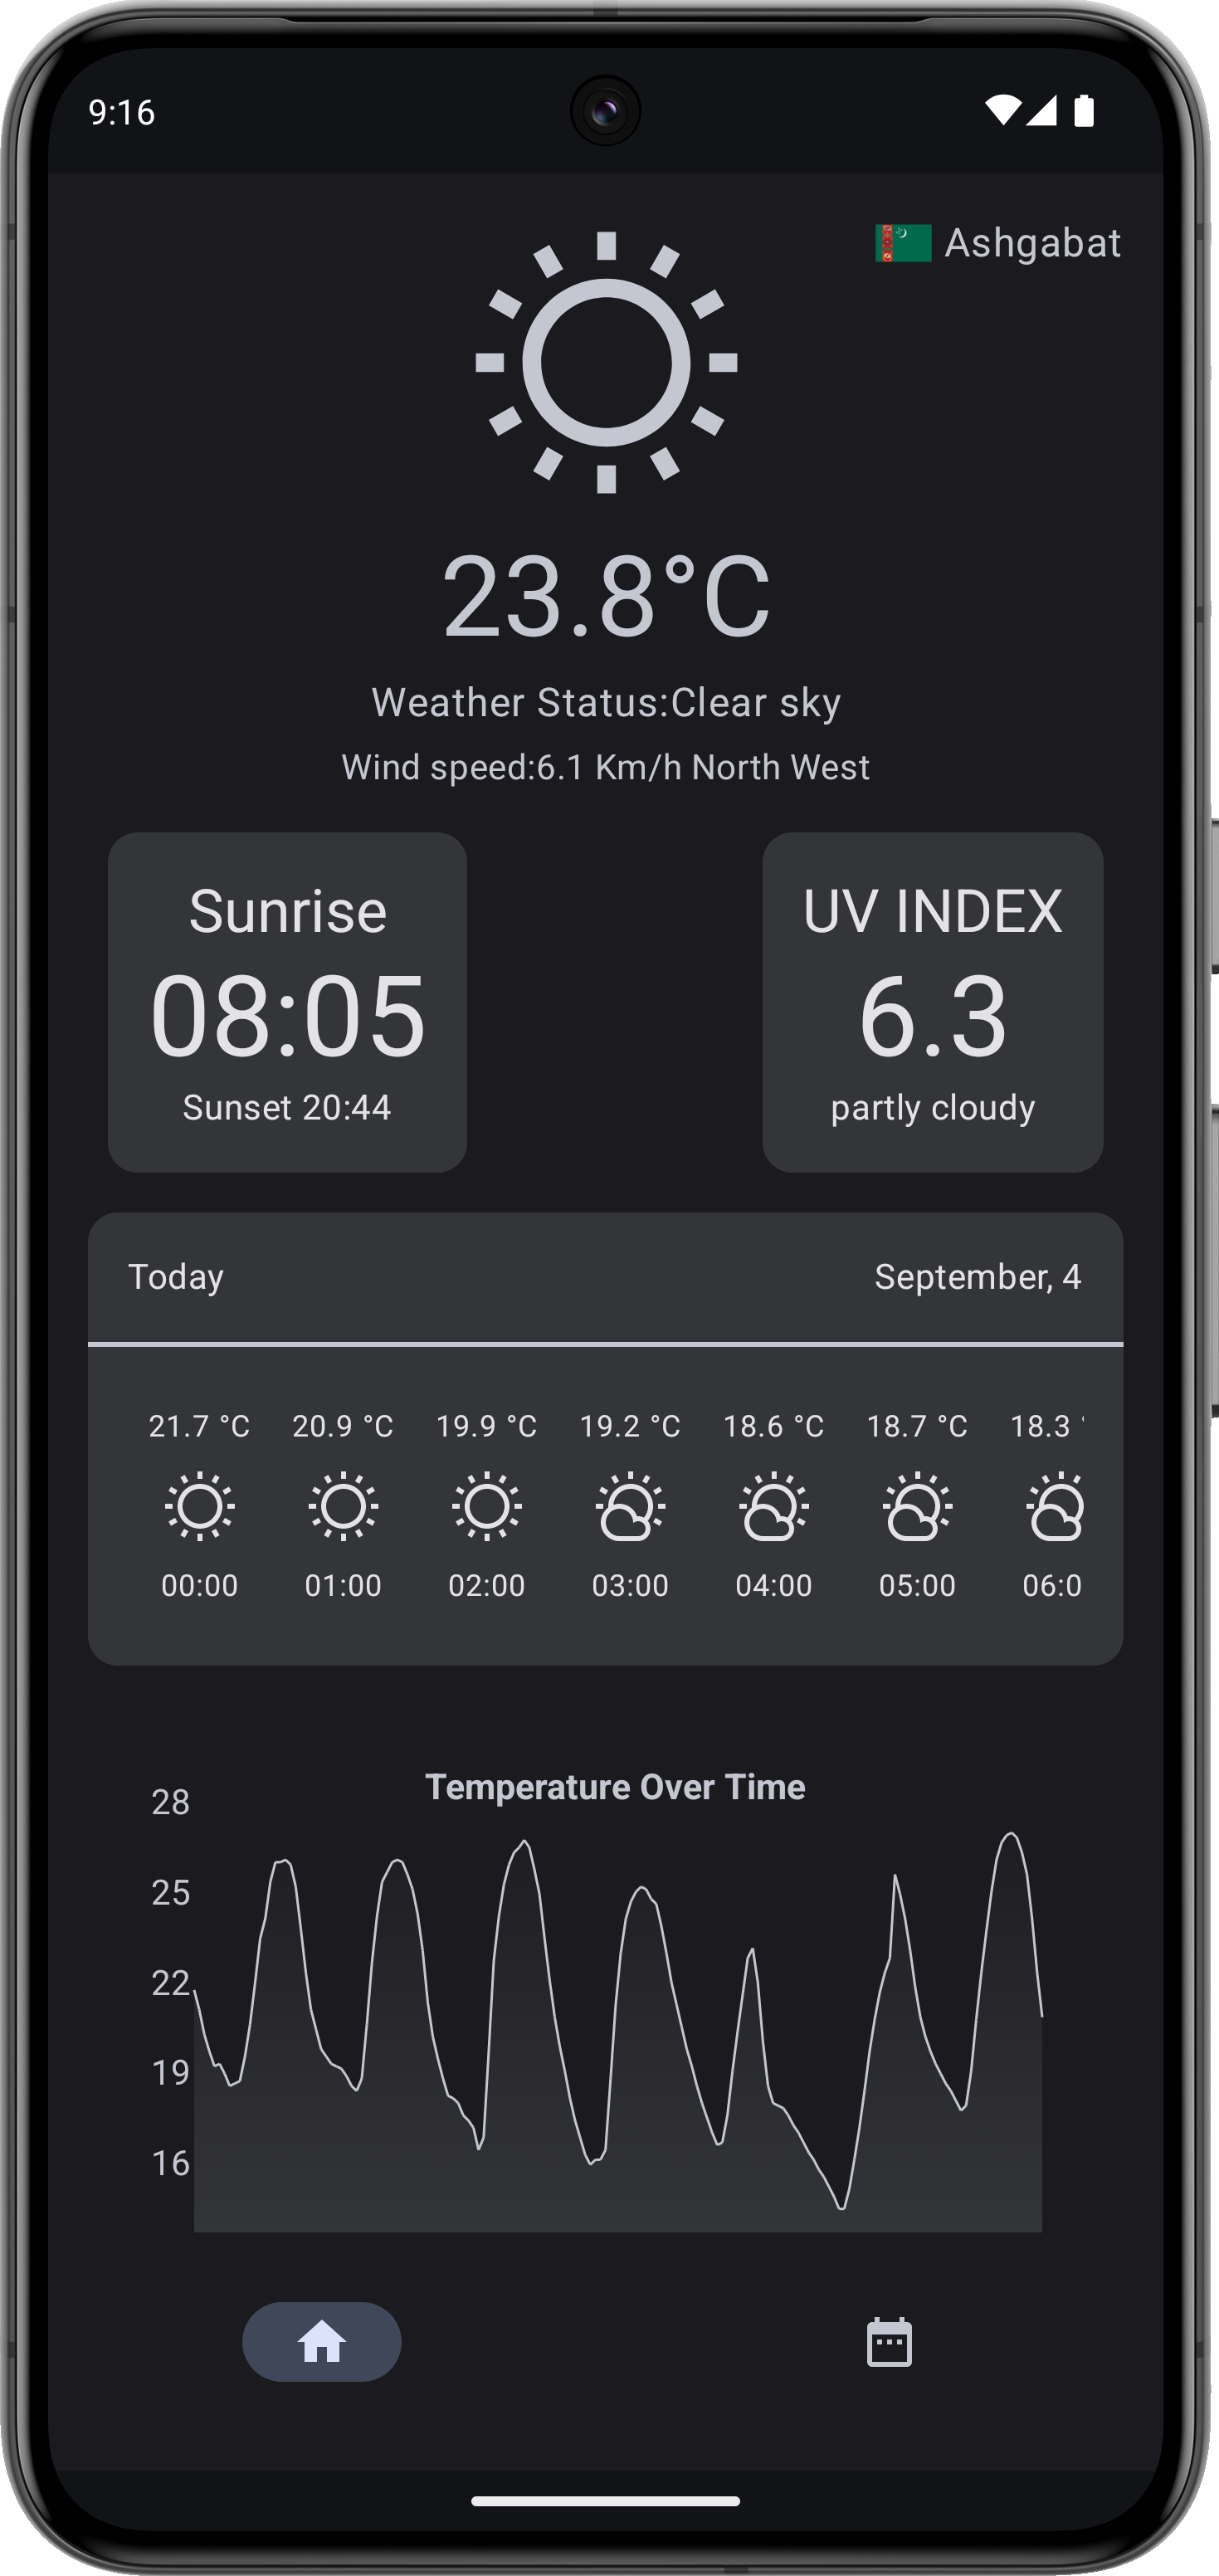 9:16
Ashgabat
23.8°C
Weather Status:Clear sky
Wind speed:6.1 Km/h North West
Sunrise
08:05
Sunset 20:44
UV INDEX
6.3
partly cloudy
Today September, 4
21.7 °C 20.9 °C 19.9 °C 19.2 °C 18.6 °C 18.7 °C 18.3
00:00 01:00 02:00 03:00 04:00 05:00 06:0
Temperature Over Time
28
25
22
19
16